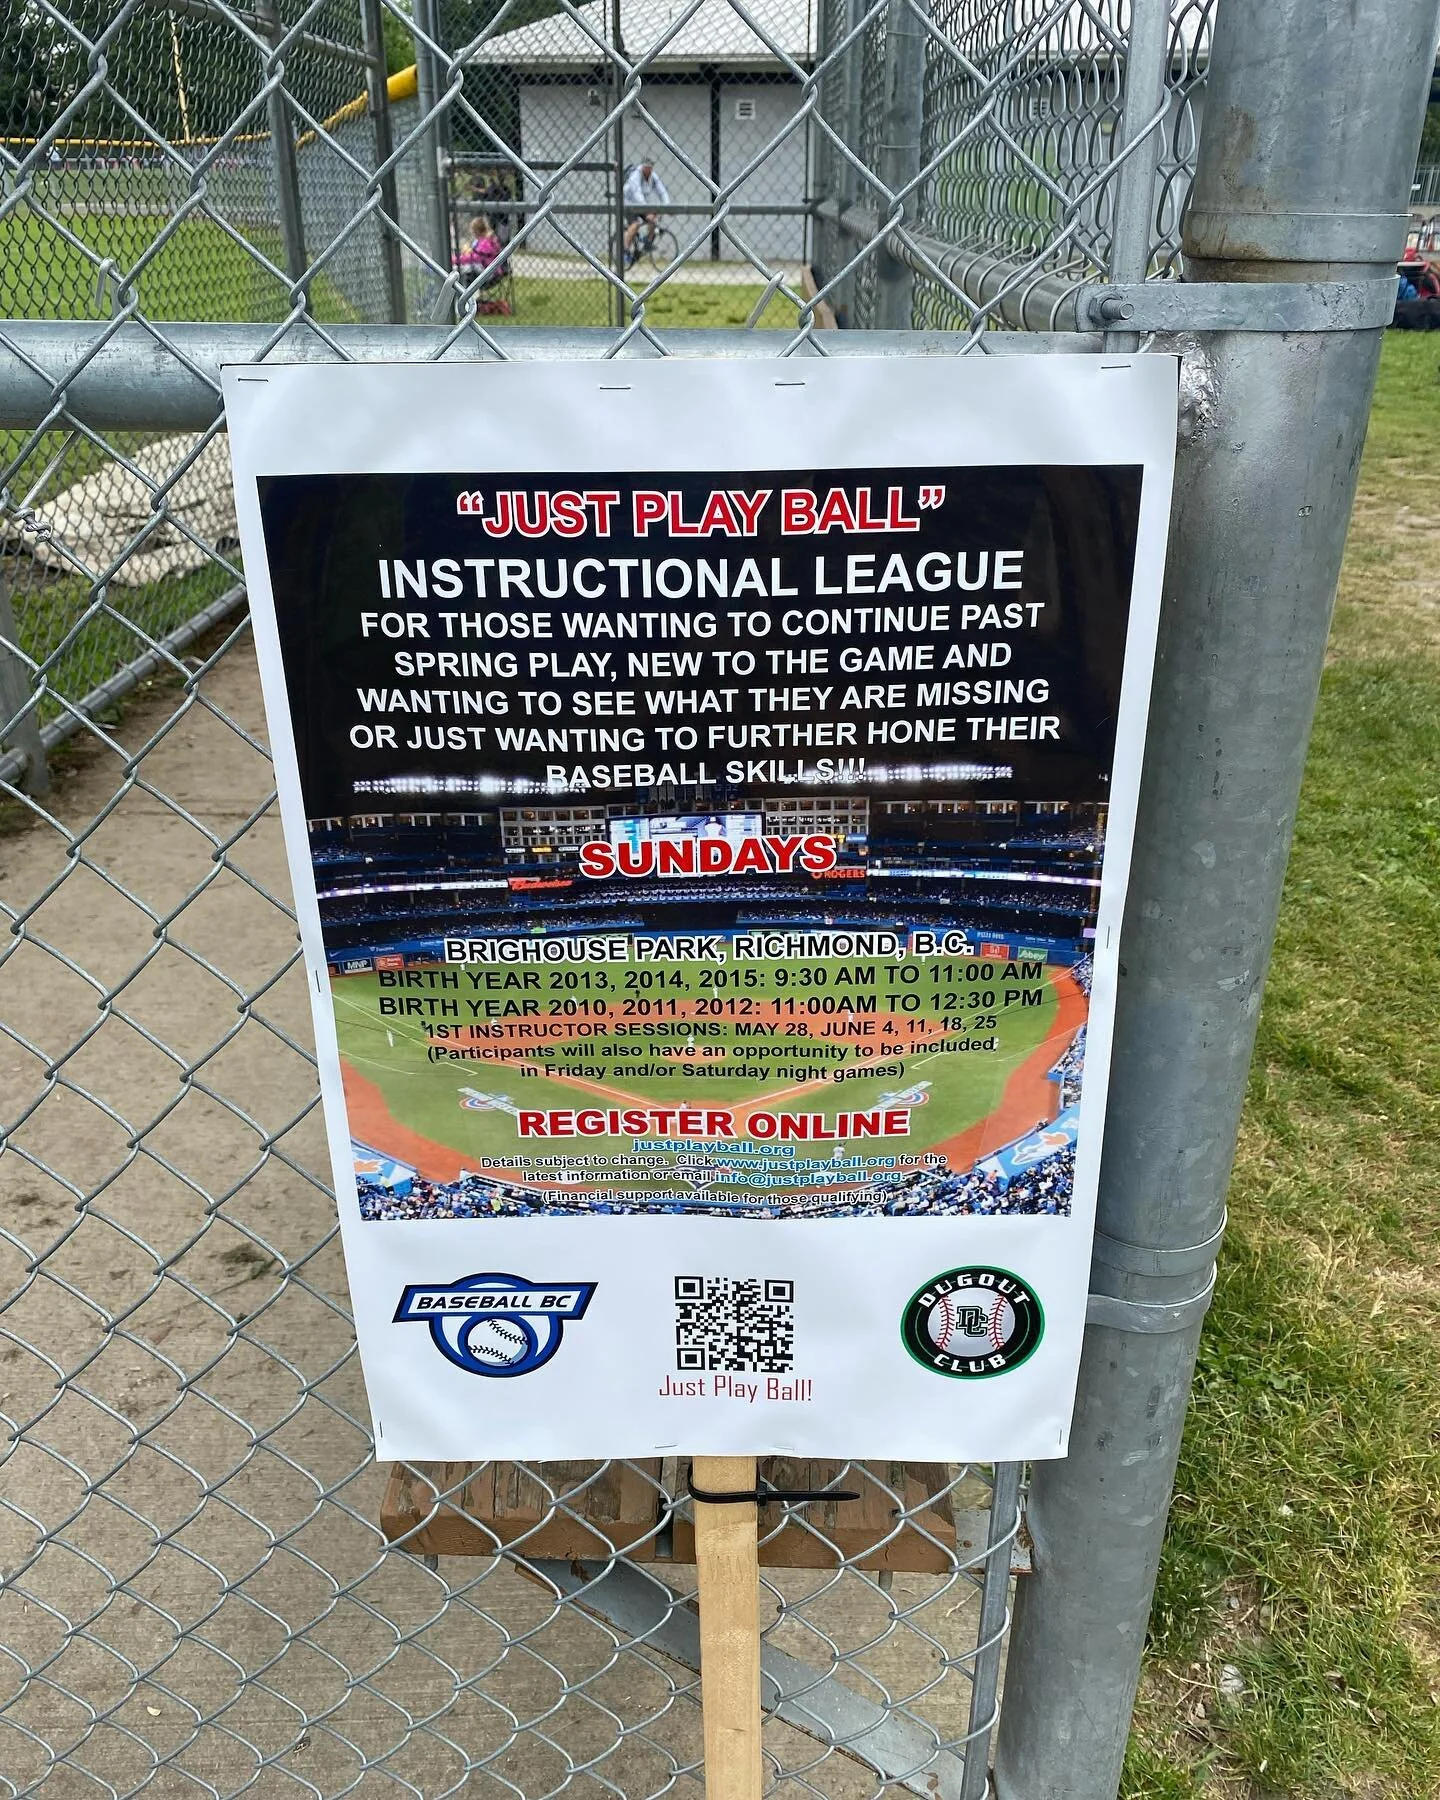 "JUST PLAY BALL"
INSTRUCTIONAL LEAGUE
FOR THOSE WANTING TO CONTINUE PAST
SPRING PLAY, NEW TO THE GAME AND
WANTING TO SEE WHAT THEY ARE MISSING
OR JUST WANTING TO FURTHER HONE THEIR
BASEBALL SKILLS!!!
SUNDAYS
Budweiser
ROGERS
MNP
BRIGHOUSE PARK, RICHMOND, B.C.
BIRTH YEAR 2013, 2014, 2015: 9:30 AM TO 11:00 AM
BIRTH YEAR 2010, 2011, 2012: 11:00AM TO 12:30 PM
1ST INSTRUCTOR SESSIONS: MAY 28, JUNE 4, 11, 18, 25
(Participants will also have an opportunity to be included
in Friday and/or Saturday night games)
REGISTER ONLINE
justplayball.org
Details subject to change. Click www.justplayball.org for the
latest information or email info@justplayball.org.
(Financial support available for those qualifying)
BASEBALL BC
Just Play Ball!
DUGOUT
DC
CLUB